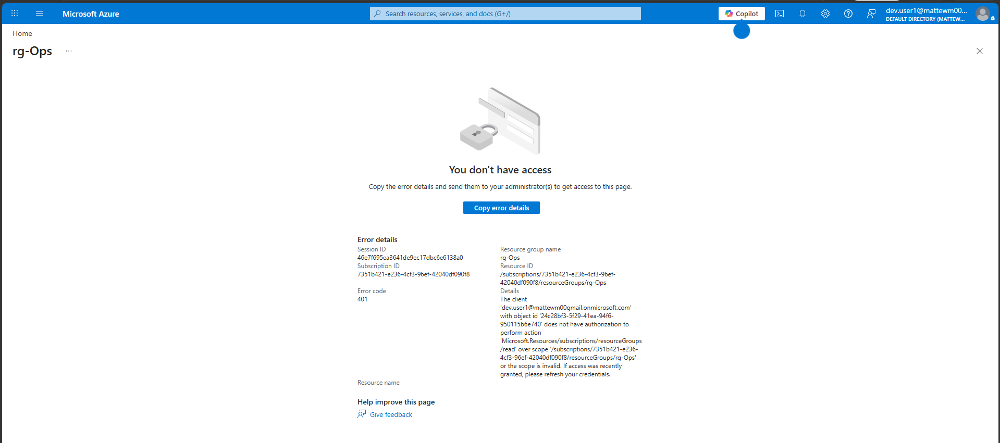 Microsoft Azure
Search resources, services, and docs (G+/)
Copilot
dev.user1@mattewm00...
DEFAULT DIRECTORY (MATTEW...
Home
rg-Ops
...
You don't have access
Copy the error details and send them to your administrator(s) to get access to this page.
Copy error details
Error details
Session ID
46e7f695ea3641de9ec17dbc6e6138a0
Resource group name
rg-Ops
Subscription ID
7351b421-e236-4cf3-96ef-42040df090f8
Resource ID
/subscriptions/7351b421-e236-4cf3-96ef-
42040df090f8/resourceGroups/rg-Ops
Error code
401
Details
The client
'dev.user1@mattewm00gmail.onmicrosoft.com'
with object id '24c28bf3-5f29-41ea-94f6-
950115b6e740' does not have authorization to
perform action
'Microsoft.Resources/subscriptions/resourceGroups
/read' over scope '/subscriptions/7351b421-e236-
4cf3-96ef-42040df090f8/resourceGroups/rg-Ops'
or the scope is invalid. If access was recently
granted, please refresh your credentials.
Resource name
Help improve this page
Give feedback